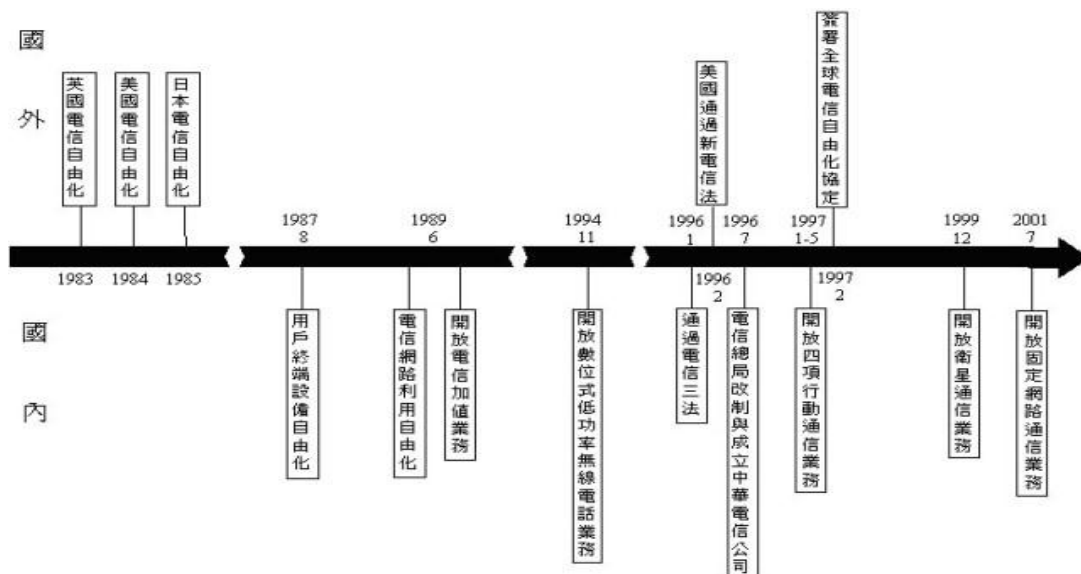 國外
英國電信自由化
美國電信自由化
日本電信自由化
美國通過新電信法
簽署全球電信自由化協定
1987
8
1989
6
1994
11
1996
1
1996
7
1997
1-5
1999
12
2001
7
1983
1984
1985
1996
2
1997
2
國內
用戶終端設備自由化
電信網路利用自由化
開放電信加值業務
開放數位式低功率無線電話業務
通過電信三法
電信總局改制與成立中華電信公司
開放四項行動通信業務
開放衛星通信業務
開放固定網路通信業務